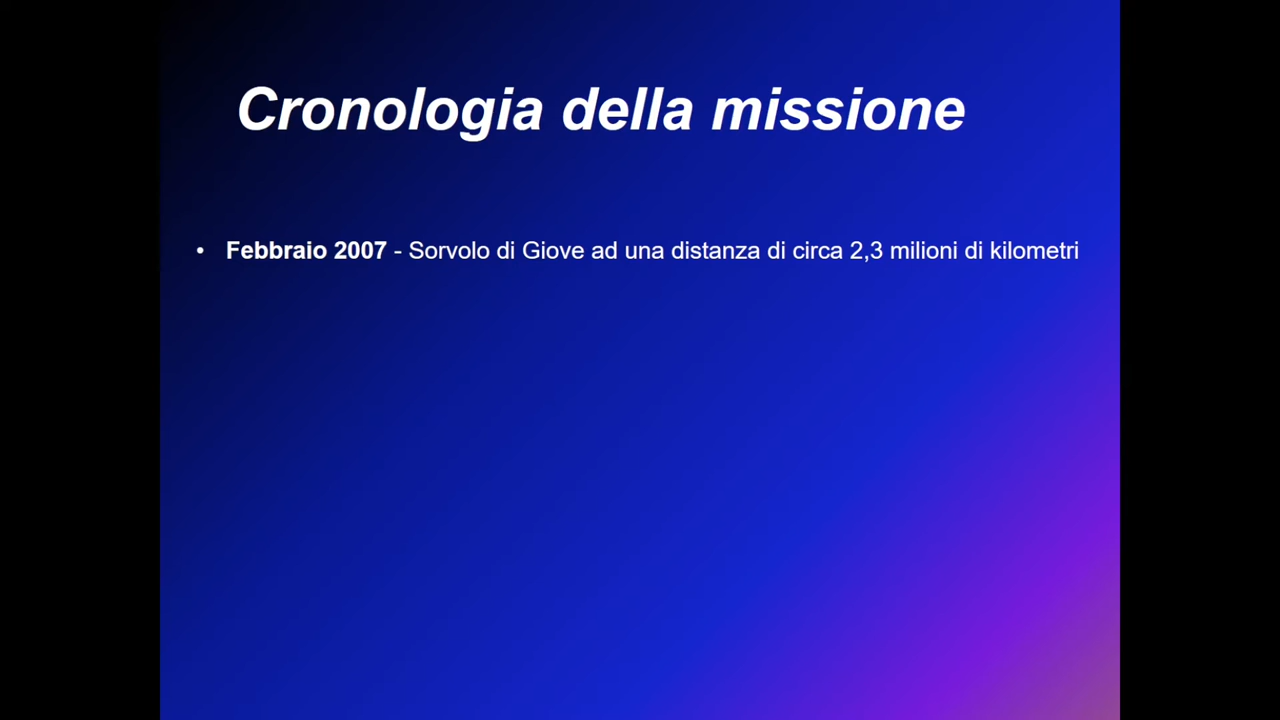 Cronologia della missione
• Febbraio 2007 - Sorvolo di Giove ad una distanza di circa 2,3 milioni di kilometri